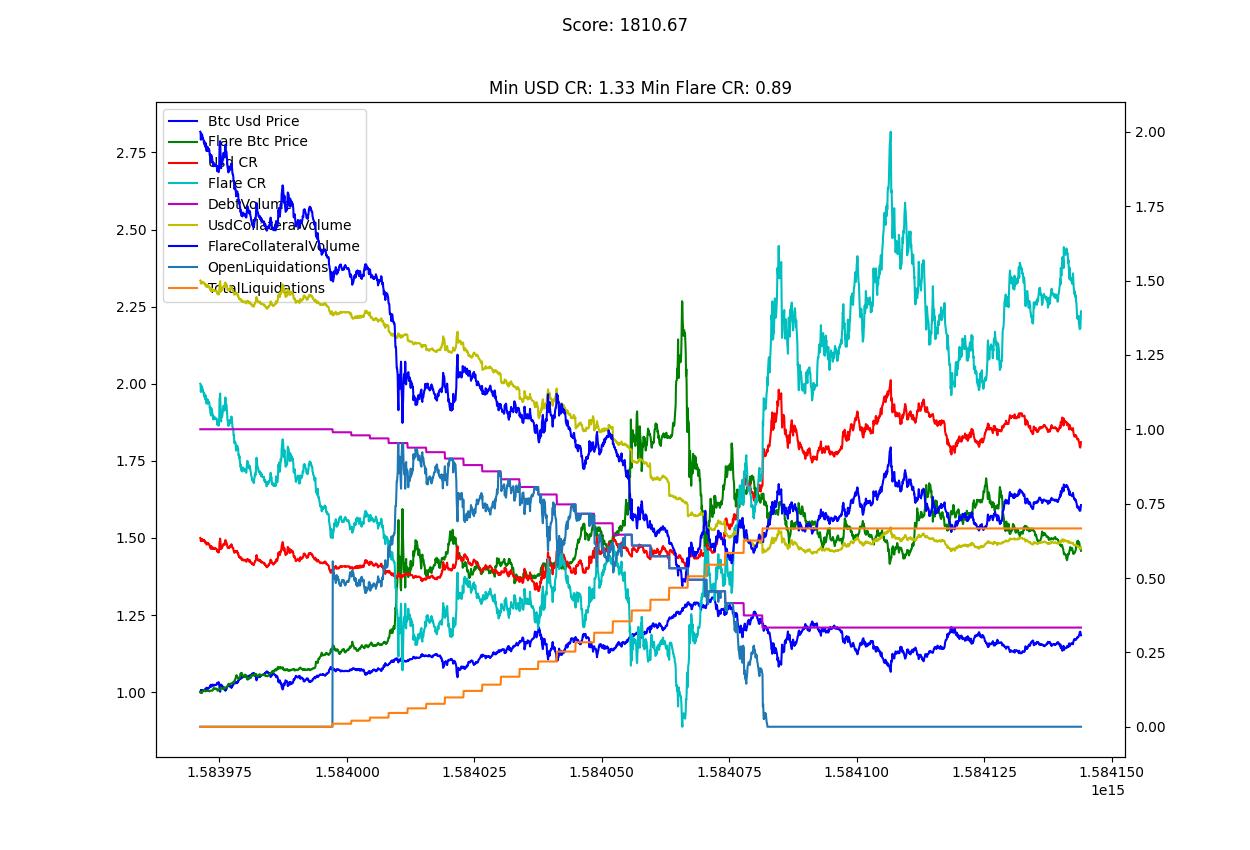 Score: 1810.67
Min USD CR: 1.33 Min Flare CR: 0.89
Btc Usd Price
Flare Btc Price
Usd CR
Flare CR
DebtVolume
UsdCollateralVolume
FlareCollateralVolume
OpenLiquidations
TotalLiquidations
2.75
2.50
2.25
2.00
1.75
1.50
1.25
1.00
2.00
1.75
1.50
1.25
1.00
0.75
0.50
0.25
0.00
1.583975 1.584000 1.584025 1.584050 1.584075 1.584100 1.584125 1.584150
1e15